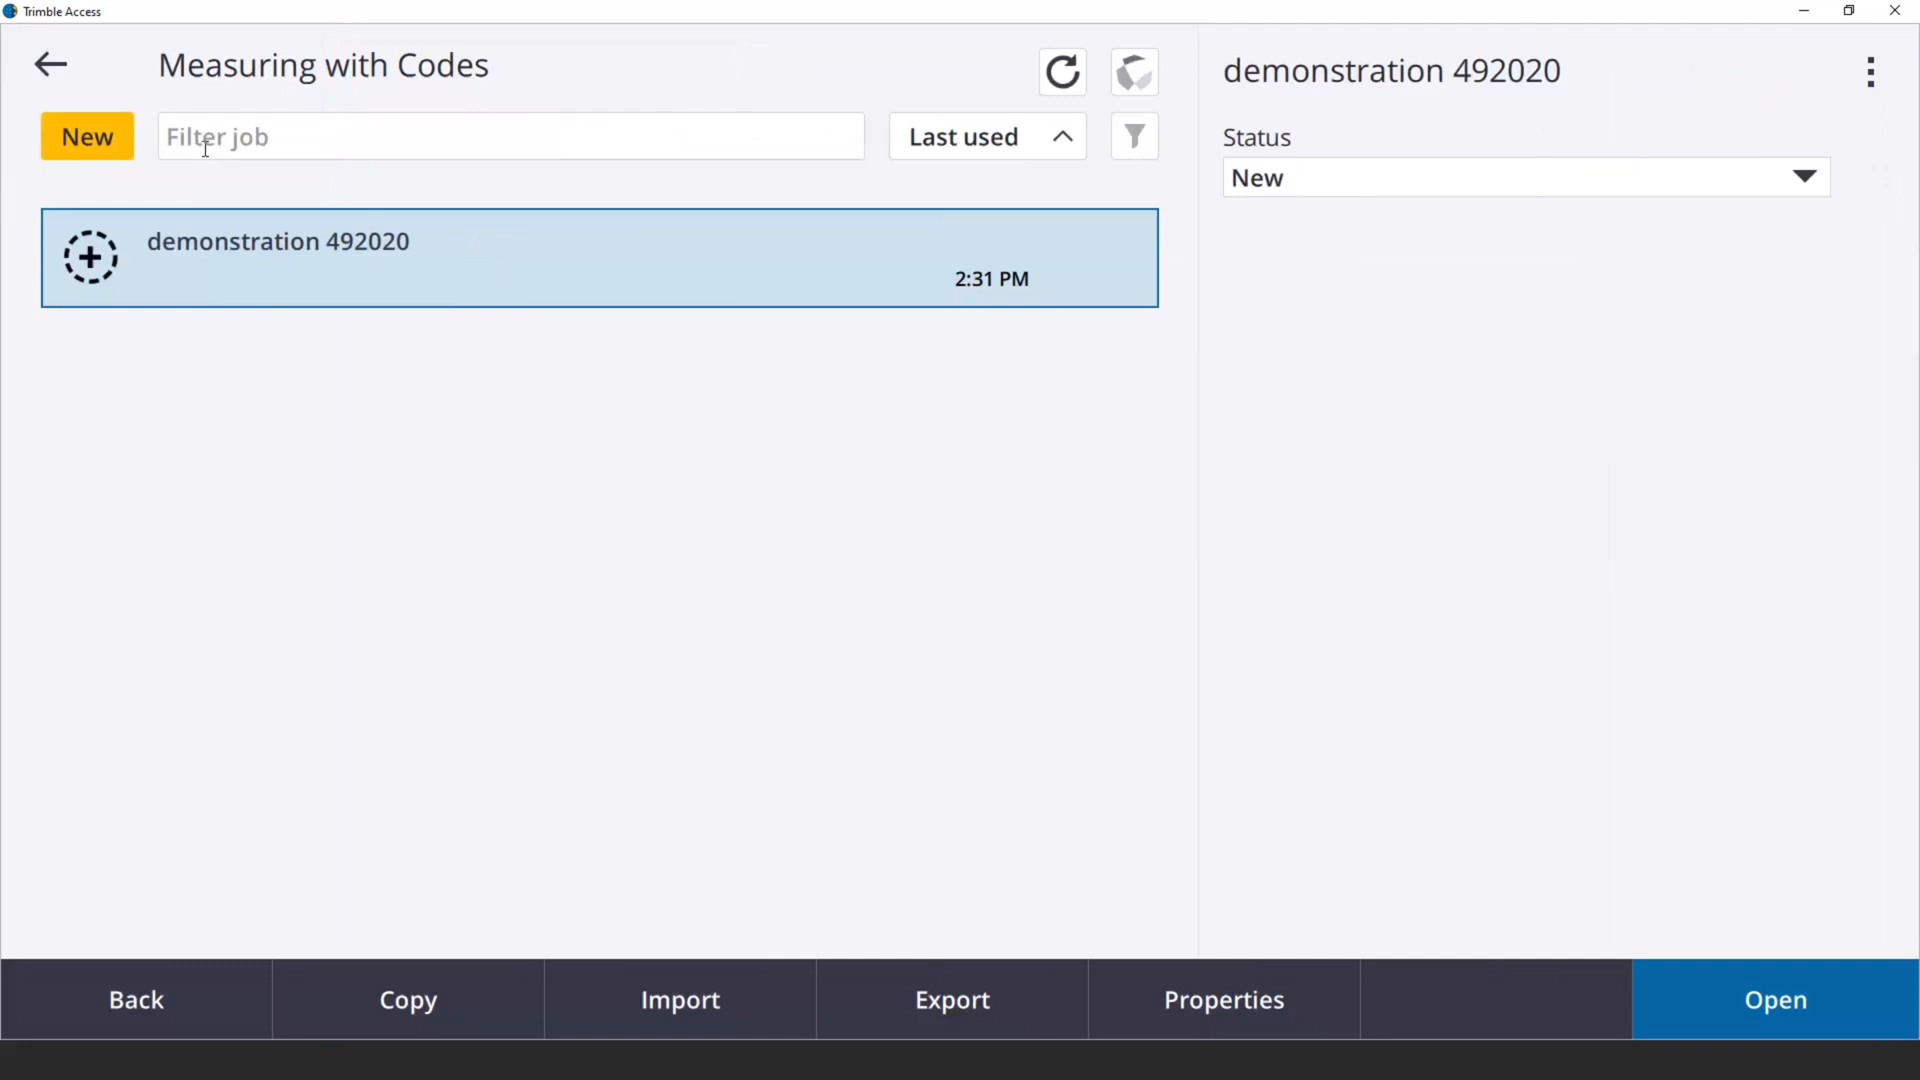 Trimble Access
Measuring with Codes
New
Filter job
Last used
demonstration 492020
2:31 PM
demonstration 492020
Status
New
Back
Copy
Import
Export
Properties
Open